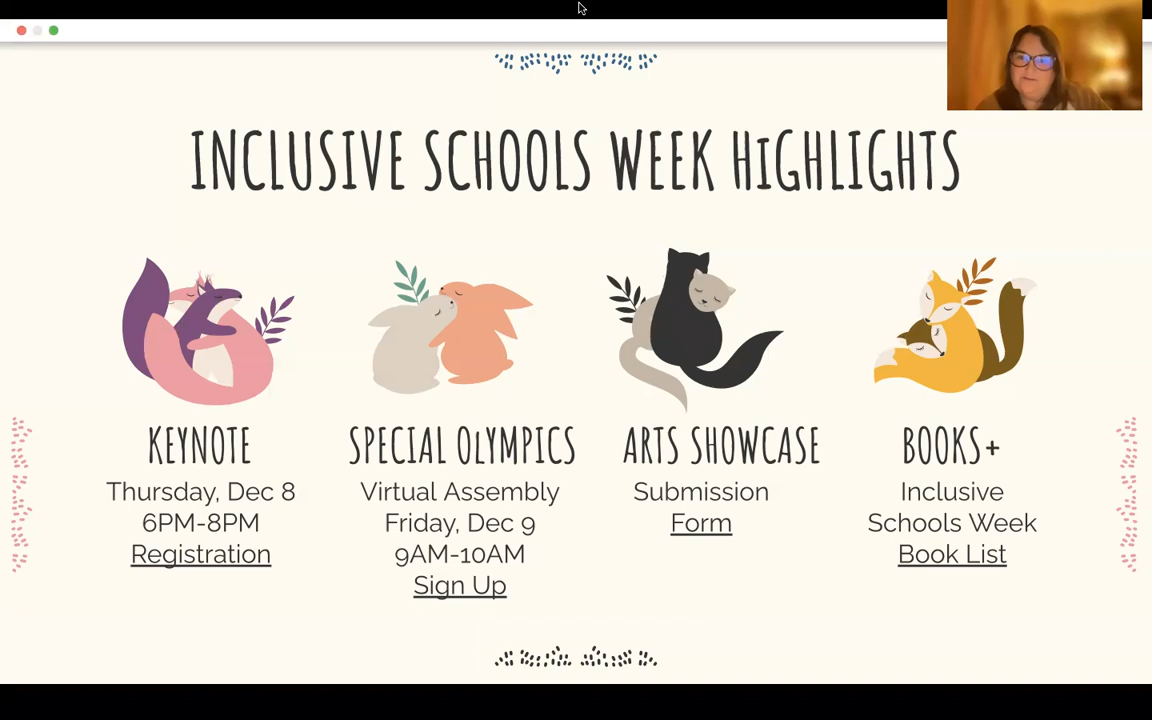 INCLUSIVE SCHOOLS WEEK HIGHLIGHTS
KEYNOTE
Thursday, Dec 8
6PM-8PM
Registration
SPECIAL OLYMPICS
Virtual Assembly
Friday, Dec 9
9AM-10AM
Sign Up
ARTS SHOWCASE
Submission
Form
BOOKS+
Inclusive
Schools Week
Book List